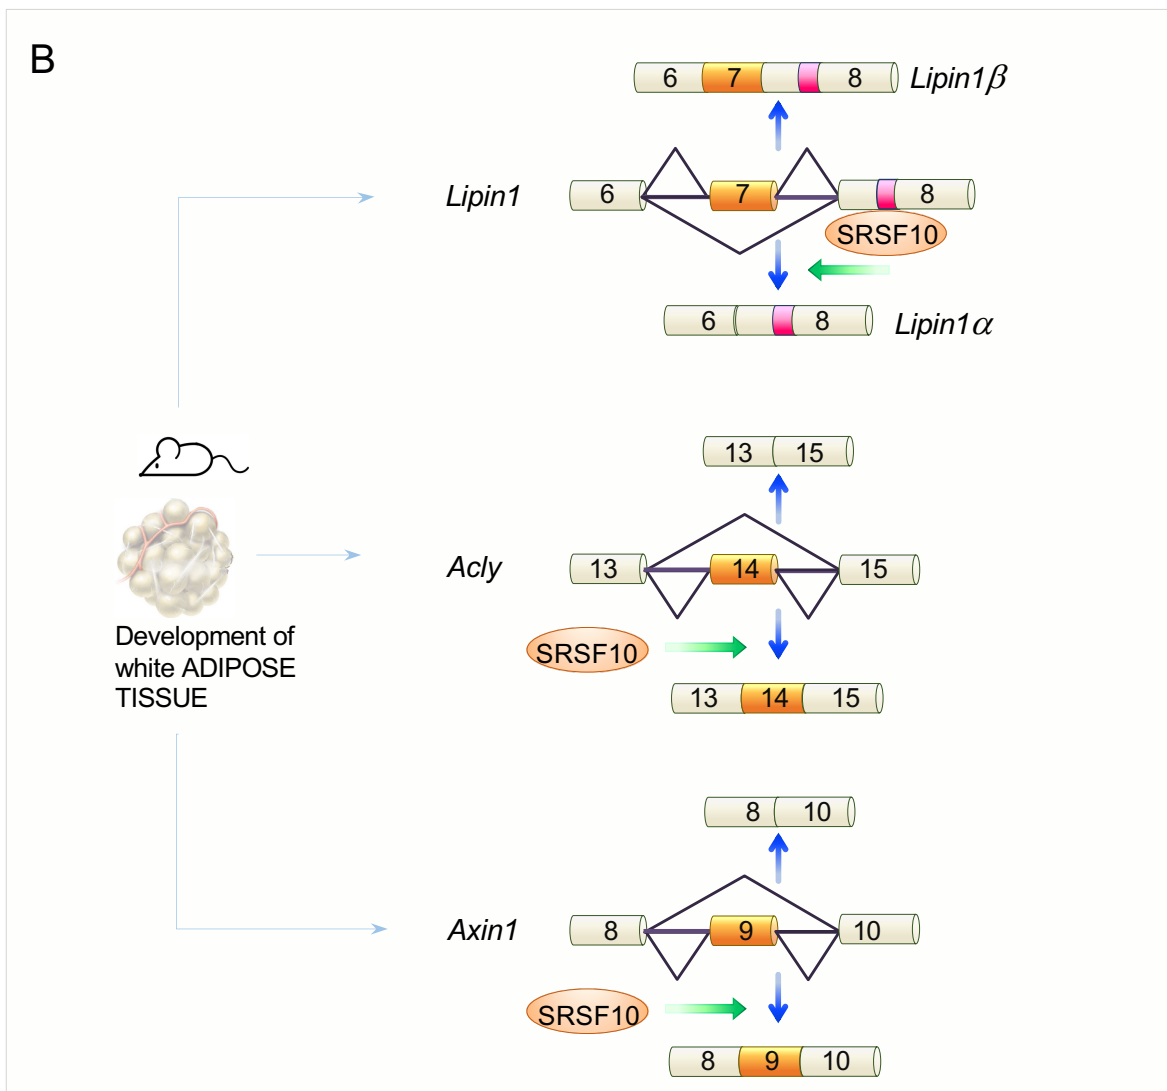 B
6 7 8 Lipin1β
Lipin1 6 7 8
SRSF10
6 8 Lipin1α
13 15
Acly 13 14 15
SRSF10
13 14 15
Development of
white ADIPOSE
TISSUE
8 10
Axin1 8 9 10
SRSF10
8 9 10